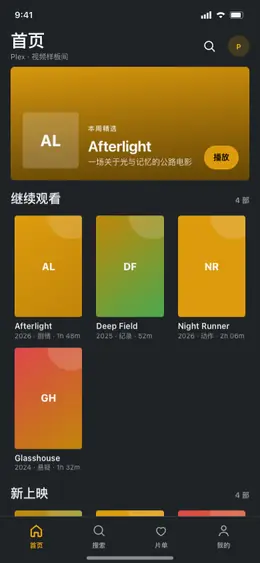 9:41
首页
Plex · 视频样板间
P
AL
本周精选
Afterlight
一场关于光与记忆的公路电影
播放
继续观看
4 部
AL
DF
NR
Afterlight
Deep Field
Night Runner
2026 · 剧情 · 1h 48m
2025 · 纪录 · 52m
2026 · 动作 · 2h 06m
GH
Glasshouse
2024 · 悬疑 · 1h 32m
新上映
4 部
首页
搜索
片单
我的